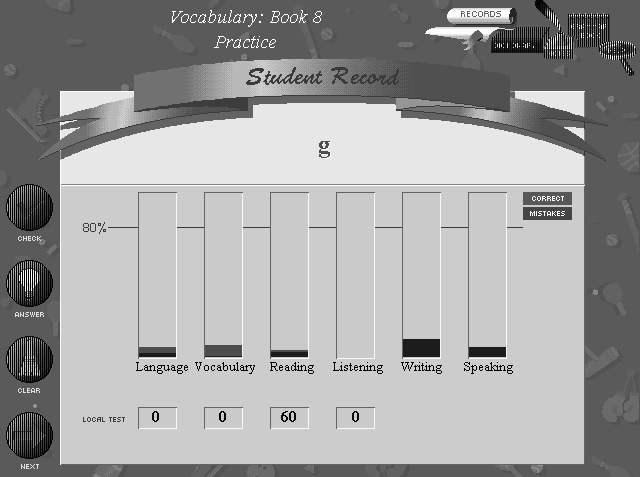 Vocabulary: Book 8
Practice
RECORDS
DICTIONARY
Student Record
g
CORRECT
MISTAKES
80%
CHECK
ANSWER
CLEAR
NEXT
Language Vocabulary Reading Listening Writing Speaking
LOCAL TEST 0 0 60 0